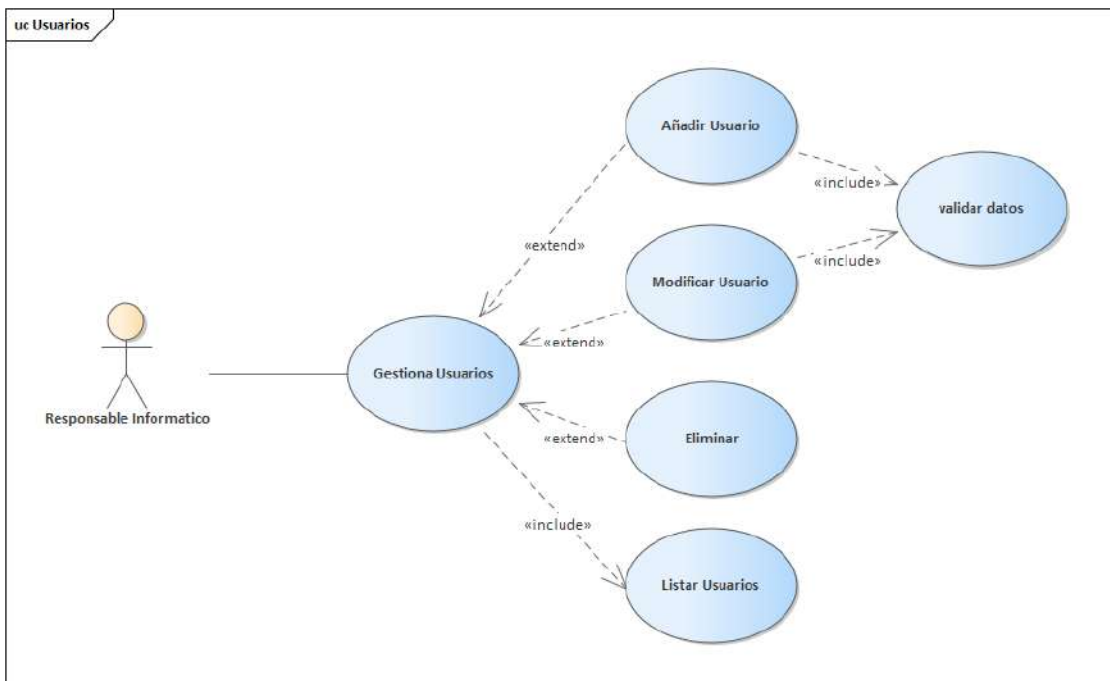 uc Usuarios
Añadir Usuario
«include»
validar datos
«extend»
Modificar Usuario
«include»
«extend»
Gestiona Usuarios
Responsable Informatico
«extend»
Eliminar
«include»
Listar Usuarios